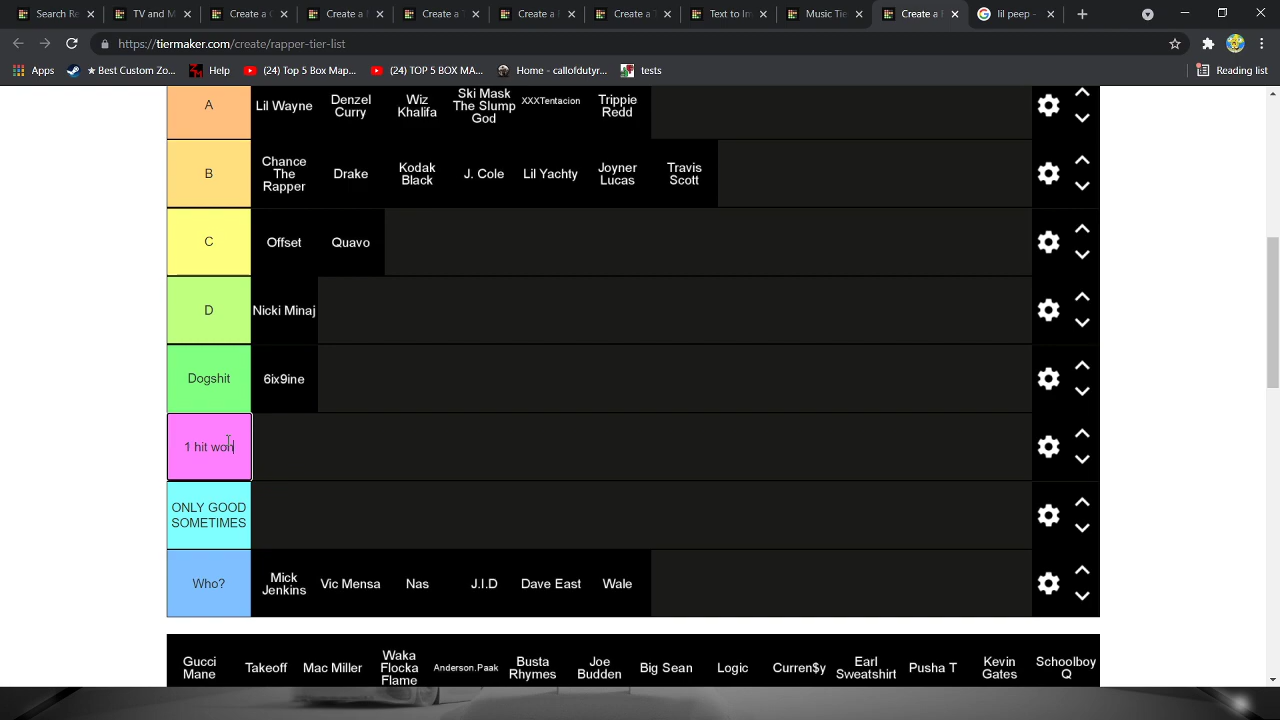 Search Re
TV and M
Create a C
Create a M
Create a T
Create a F
Create a T
Text to Im
Music Tie
Create a F
lil peep -
https://tiermaker.com/create/rapper-tier-list
Apps
★ Best Custom Zo...
Help
(24) Top 5 Box Map...
(24) TOP 5 BOX MA...
Home - callofdutyr...
tests
Reading list
A
Lil Wayne
Denzel
Curry
Wiz
Khalifa
Ski Mask
The Slump
God
XXXTentacion
Trippie
Redd
B
Chance
The
Rapper
Drake
Kodak
Black
J. Cole
Lil Yachty
Joyner
Lucas
Travis
Scott
C
Offset
Quavo
D
Nicki Minaj
Dogshit
6ix9ine
1 hit won
ONLY GOOD
SOMETIMES
Who?
Mick
Jenkins
Vic Mensa
Nas
J.I.D
Dave East
Wale
Gucci
Mane
Takeoff
Mac Miller
Waka
Flocka
Flame
Anderson.Paak
Busta
Rhymes
Joe
Budden
Big Sean
Logic
Curren$y
Earl
Sweatshirt
Pusha T
Kevin
Gates
Schoolboy
Q